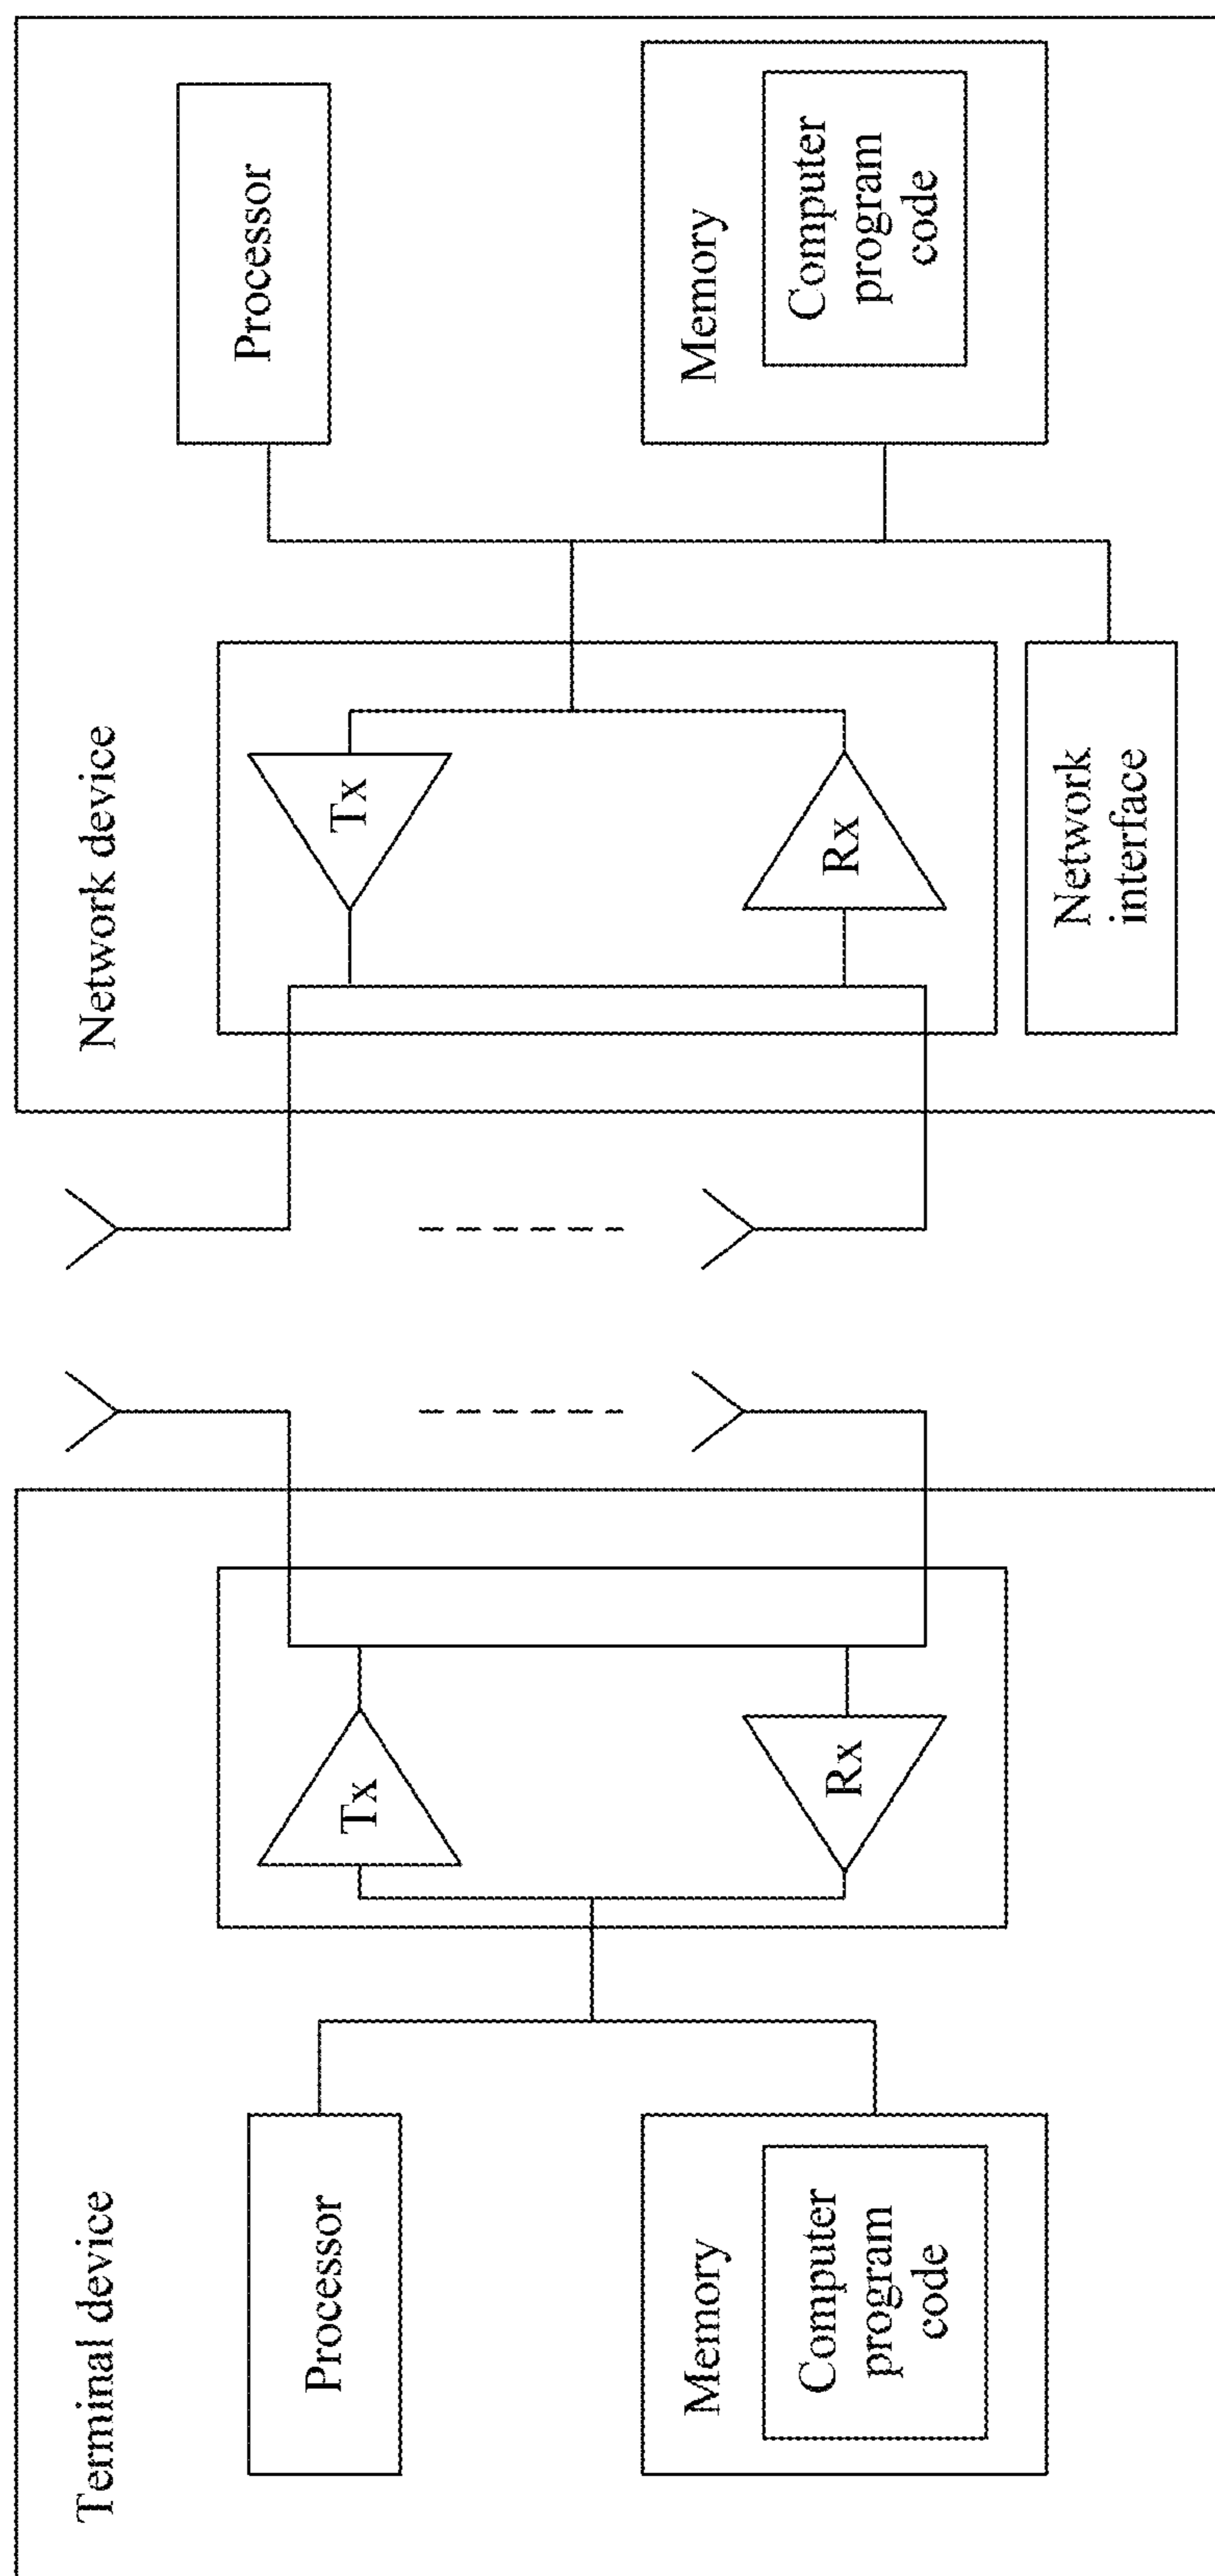 Terminal device
Processor
Memory
Computer
program
code
Tx
Rx
Network device
Tx
Rx
Network
interface
Processor
Memory
Computer
program
code